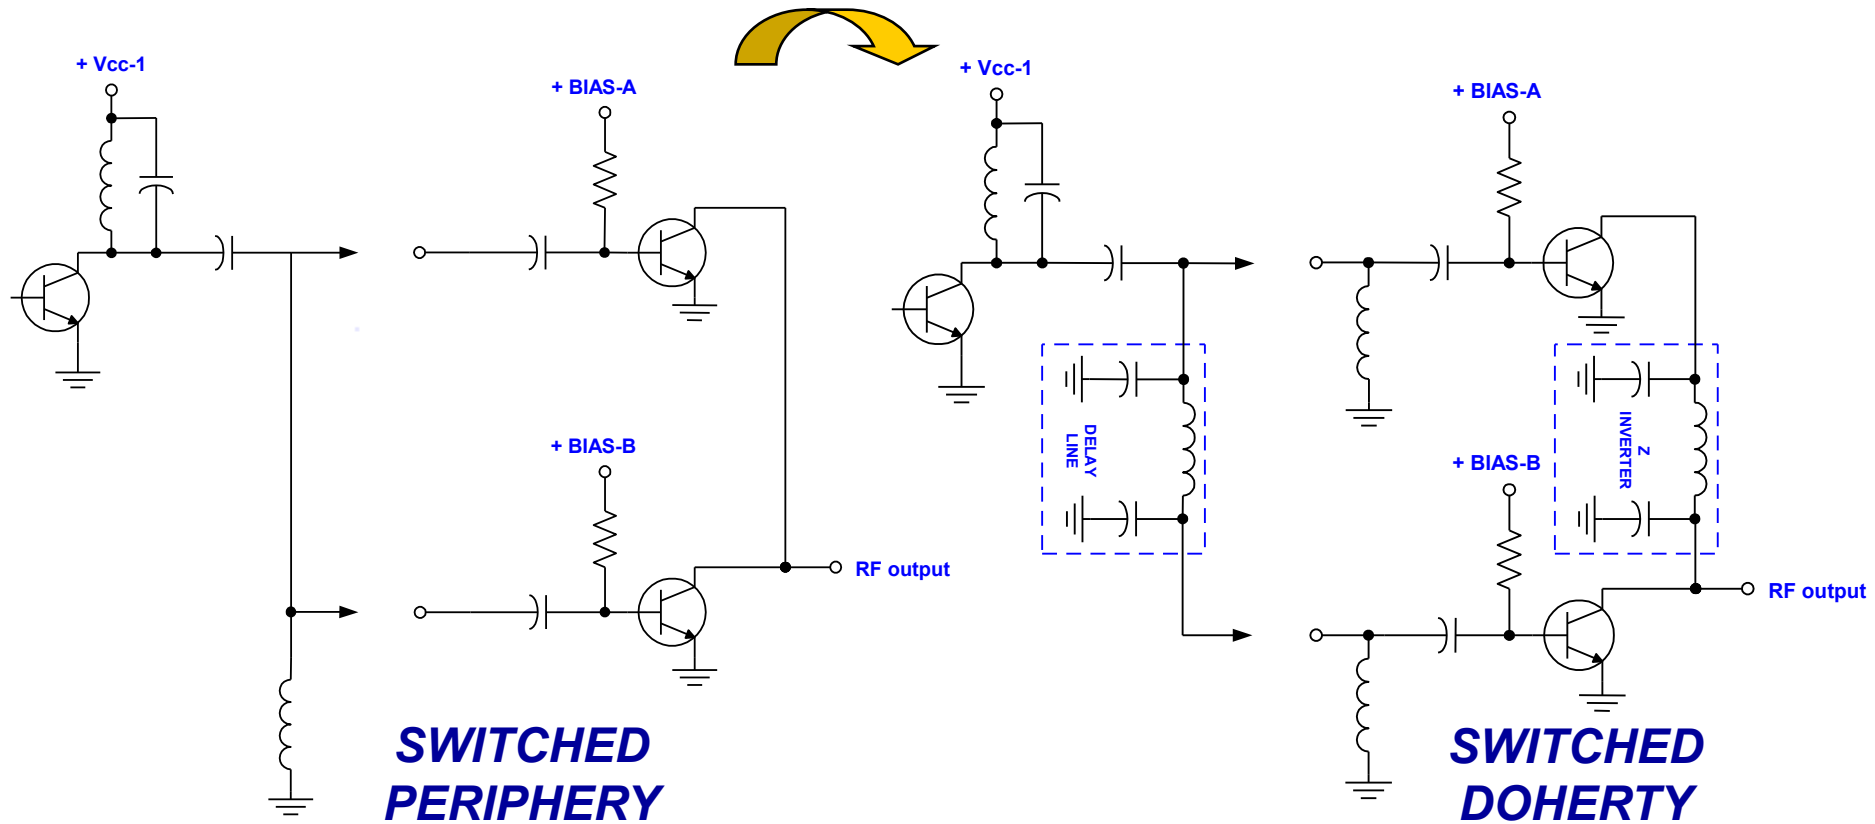 + Vcc-1
+ BIAS-A
+ BIAS-B
RF output
SWITCHED
PERIPHERY
+ Vcc-1
+ BIAS-A
DELAY
LINE
Z
INVERTER
+ BIAS-B
RF output
SWITCHED
DOHERTY